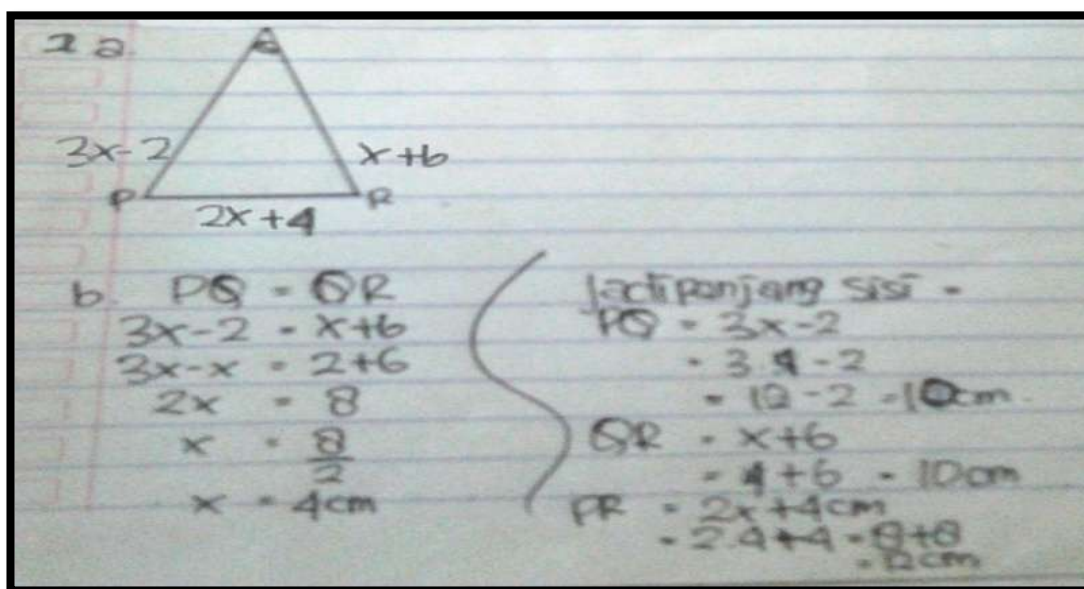 1 a.
Q
3x-2
x+6
P
R
2x+4
b. PQ = QR
3x-2 = x+6
3x-x = 2+6
2x = 8
x = 8/2
x = 4cm
Jadi panjang sisi =
PQ = 3x-2
= 3.4-2
= 12-2 = 10cm.
QR = x+6
= 4+6 = 10cm
PR = 2x+4cm
= 2.4+4 = 8+8
= 12cm